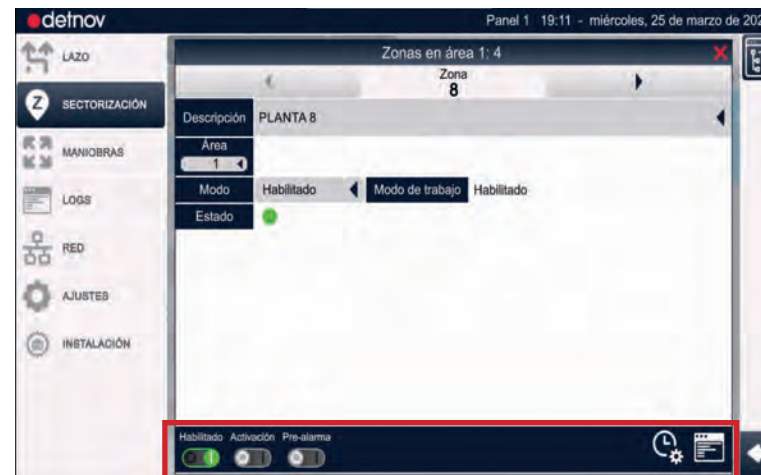 detnov
Panel 1 19:11 - miércoles, 25 de marzo de 202
LAZO
Zonas en área 1: 4
Zona
8
SECTORIZACIÓN
Descripción PLANTA 8
Área
1
MANIOBRAS
Modo Habilitado Modo de trabajo Habilitado
LOGS
Estado
RED
AJUSTES
INSTALACIÓN
Habilitado Activación Pre-alarma